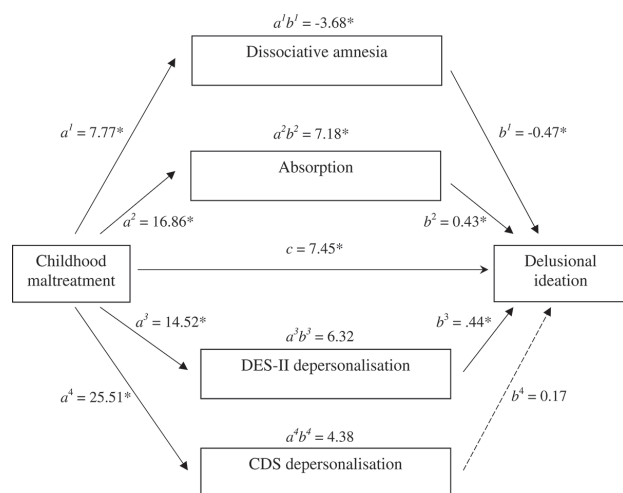 a¹b¹ = -3.68*
Dissociative amnesia
a¹ = 7.77*
b¹ = -0.47*
a²b² = 7.18*
Absorption
a² = 16.86*
b² = 0.43*
Childhood
maltreatment
c = 7.45*
Delusional
ideation
a³ = 14.52*
a³b³ = 6.32
b³ = .44*
DES-II depersonalisation
a⁴ = 25.51*
b⁴ = 0.17
a⁴b⁴ = 4.38
CDS depersonalisation